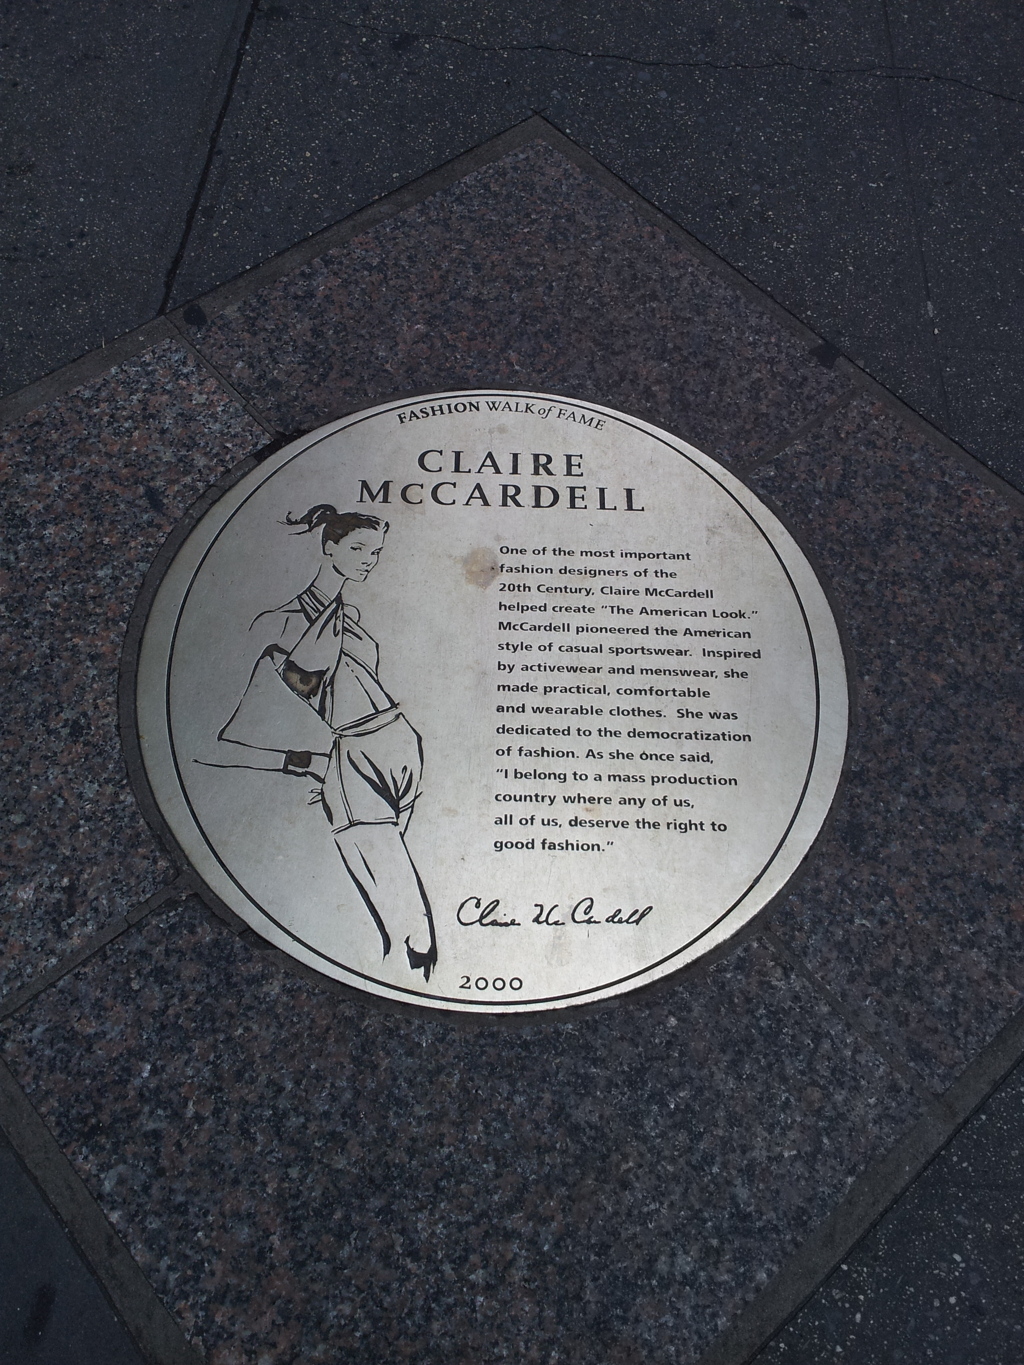 FASHION WALK of FAME
CLAIRE
MCCARDELL
One of the most important
fashion designers of the
20th Century, Claire McCardell
helped create "The American Look."
McCardell pioneered the American
style of casual sportswear. Inspired
by activewear and menswear, she
made practical, comfortable
and wearable clothes. She was
dedicated to the democratization
of fashion. As she once said,
"I belong to a mass production
country where any of us,
all of us, deserve the right to
good fashion."
Claire McCardell
2000